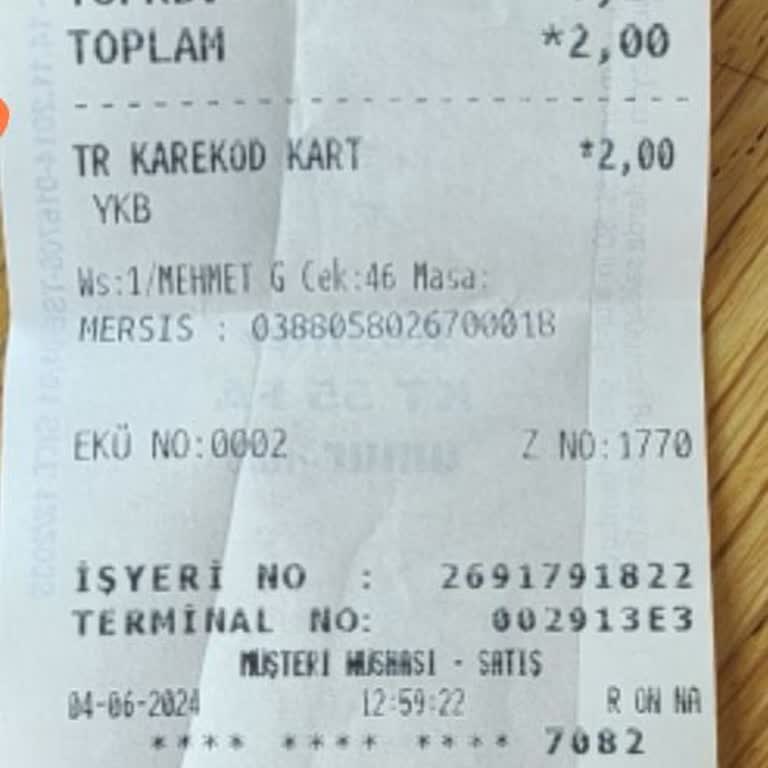 TOPLAM *2,00
TR KAREKOD KART *2,00
YKB
Ws:1/MEHMET G Cek:46 Masa:
MERSIS : 0388058026700018
EKÜ NO:0002 Z NO:1770
İŞYERİ NO : 2691791822
TERMİNAL NO: 002913E3
MÜŞTERİ NÜSHASI - SATIŞ
04-06-2024 12:59:22 R ON NA
**** **** **** 7082